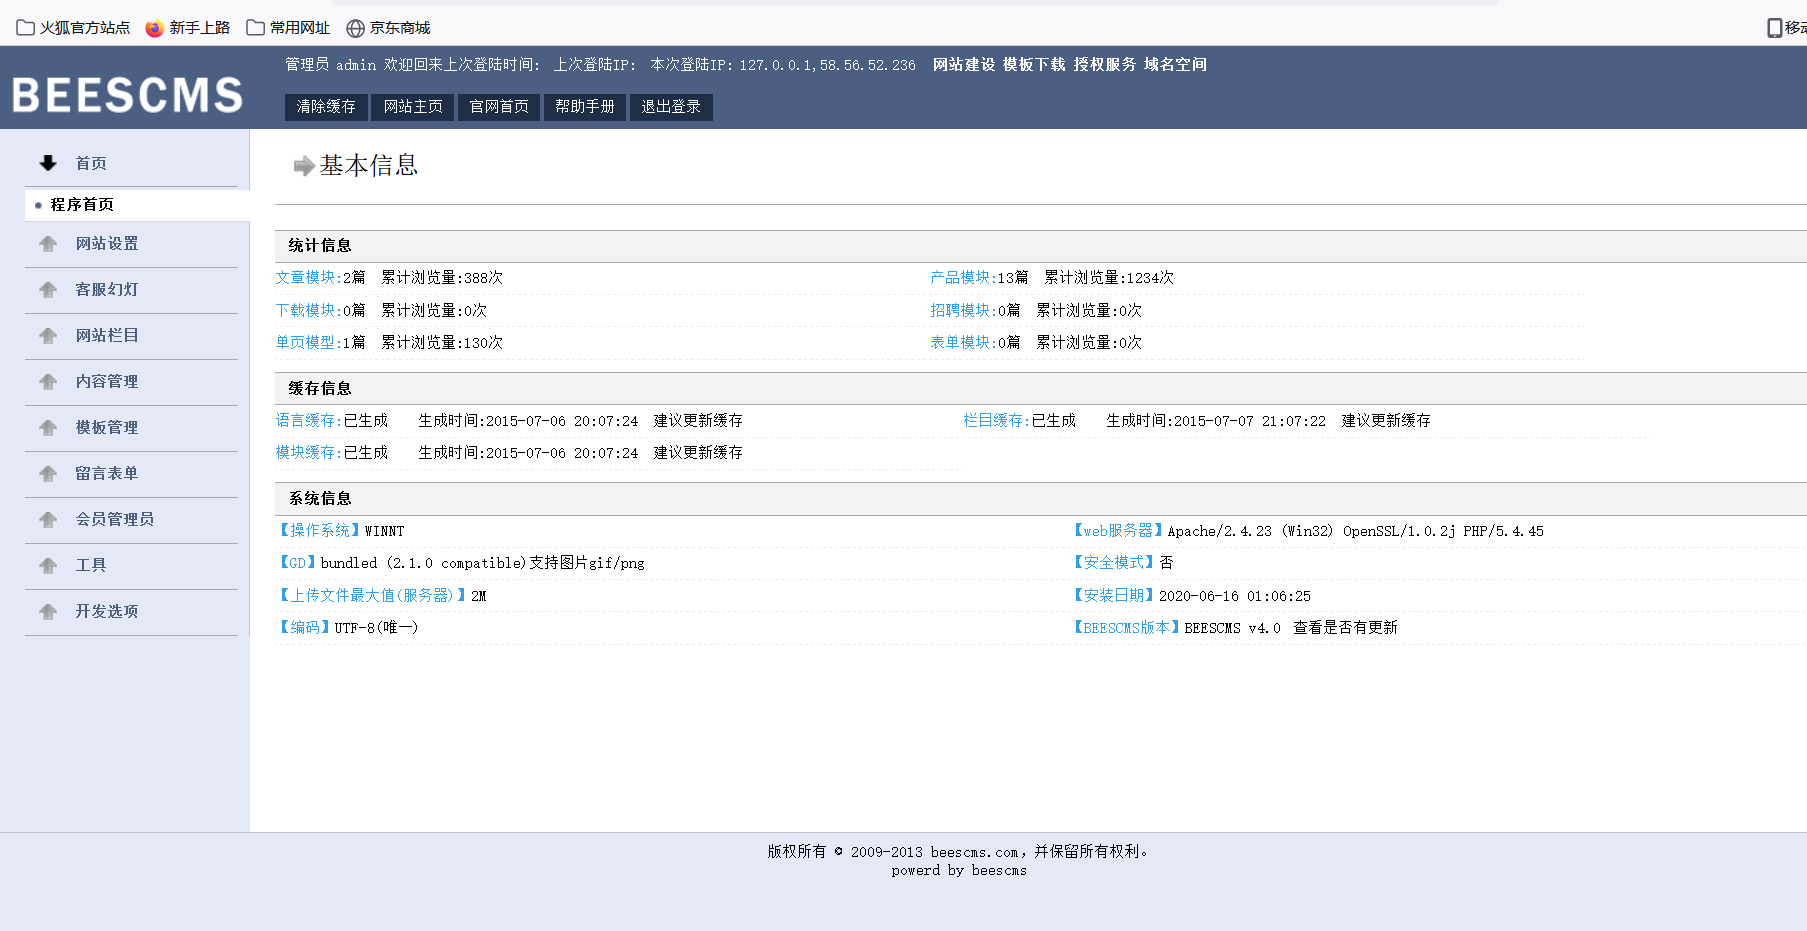 火狐官方站点 新手上路 常用网址 京东商城
BEESCMS
管理员 admin 欢迎回来上次登陆时间: 上次登陆IP: 本次登陆IP: 127.0.0.1,58.56.52.236 网站建设 模板下载 授权服务 域名空间
清除缓存 网站主页 官网首页 帮助手册 退出登录
首页
程序首页
网站设置
客服幻灯
网站栏目
内容管理
模板管理
留言表单
会员管理员
工具
开发选项
基本信息
统计信息
文章模块:2篇 累计浏览量:388次 产品模块:13篇 累计浏览量:1234次
下载模块:0篇 累计浏览量:0次 招聘模块:0篇 累计浏览量:0次
单页模型:1篇 累计浏览量:130次 表单模块:0篇 累计浏览量:0次
缓存信息
语言缓存:已生成 生成时间:2015-07-06 20:07:24 建议更新缓存 栏目缓存:已生成 生成时间:2015-07-07 21:07:22 建议更新缓存
模块缓存:已生成 生成时间:2015-07-06 20:07:24 建议更新缓存
系统信息
【操作系统】WINNT 【web服务器】Apache/2.4.23 (Win32) OpenSSL/1.0.2j PHP/5.4.45
【GD】bundled (2.1.0 compatible)支持图片gif/png 【安全模式】否
【上传文件最大值(服务器)】2M 【安装日期】2020-06-16 01:06:25
【编码】UTF-8(唯一) 【BEESCMS版本】BEESCMS v4.0 查看是否有更新
版权所有 © 2009-2013 beescms.com，并保留所有权利。
powerd by beescms